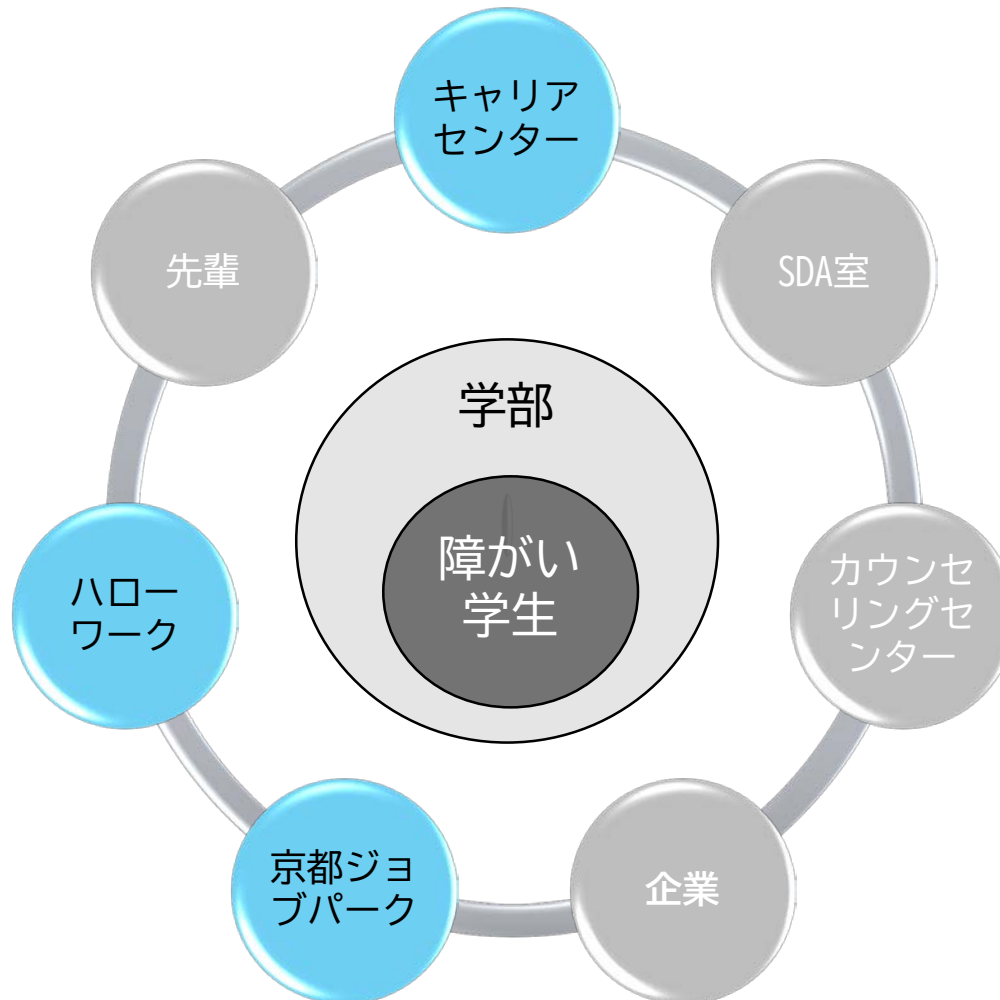 キャリア
センター
先輩
SDA室
学部
障がい
学生
ハロー
ワーク
カウンセ
リングセ
ンター
京都ジョ
ブパーク
企業